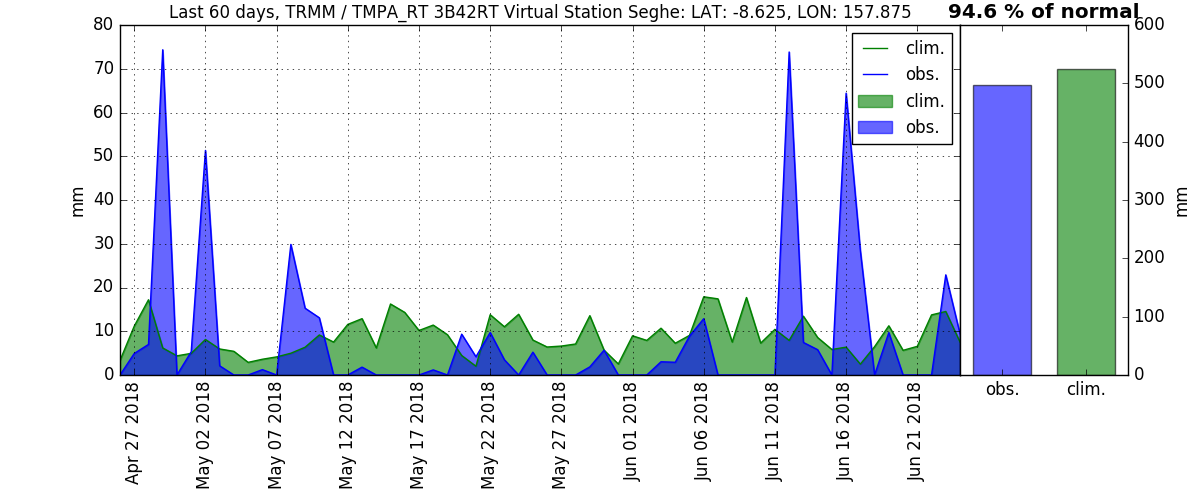 Last 60 days, TRMM / TMPA_RT 3B42RT Virtual Station Seghe: LAT: -8.625, LON: 157.875
94.6 % of normal
80
70
60
50
40
30
20
10
0
mm
clim.
obs.
clim.
obs.
600
500
400
300
200
100
0
mm
obs.
clim.
Apr 27 2018
May 02 2018
May 07 2018
May 12 2018
May 17 2018
May 22 2018
May 27 2018
Jun 01 2018
Jun 06 2018
Jun 11 2018
Jun 16 2018
Jun 21 2018